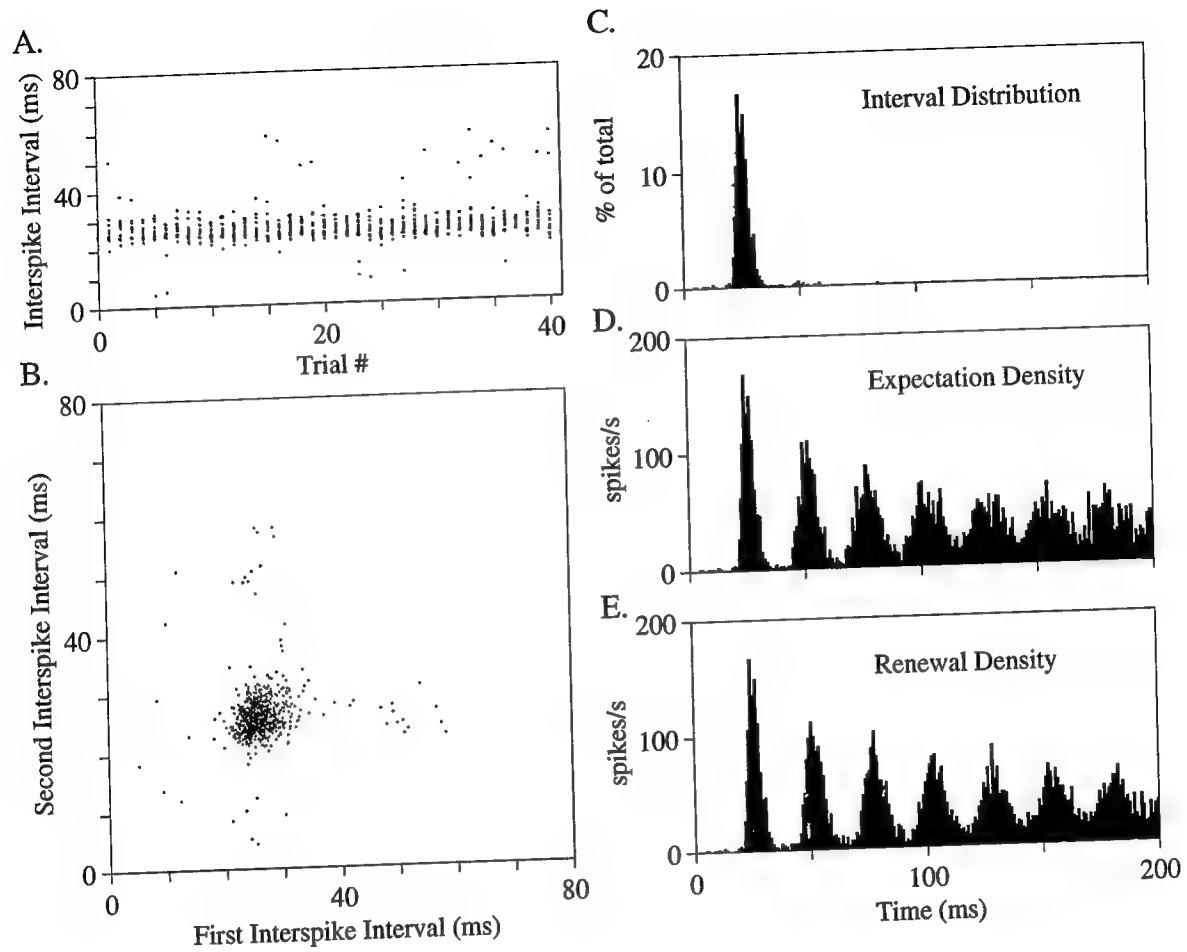 A.
Interspike Interval (ms)
80
40
0
0
20
40
Trial #
B.
Second Interspike Interval (ms)
80
40
0
0
40
80
First Interspike Interval (ms)
C.
% of total
20
10
0
Interval Distribution
D.
spikes/s
200
100
0
Expectation Density
E.
spikes/s
200
100
0
Renewal Density
0
100
200
Time (ms)